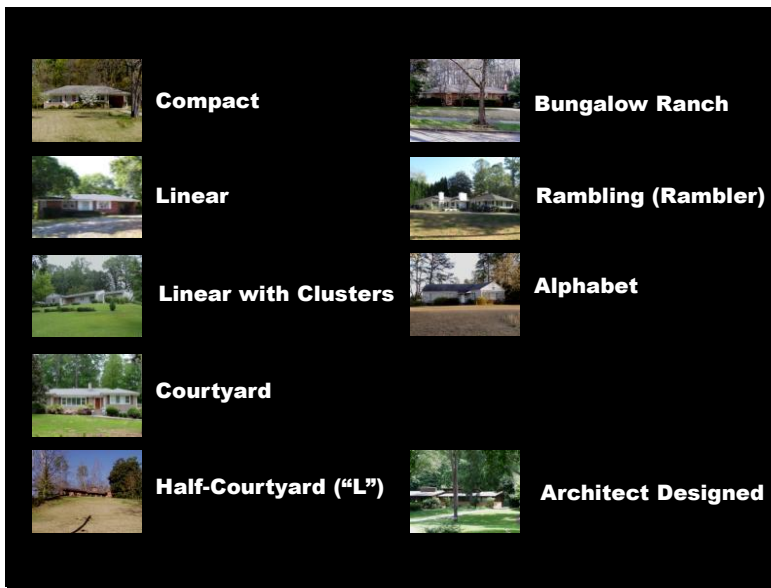 Compact
Linear
Linear with Clusters
Courtyard
Half-Courtyard (“L”)
Bungalow Ranch
Rambling (Rambler)
Alphabet
Architect Designed